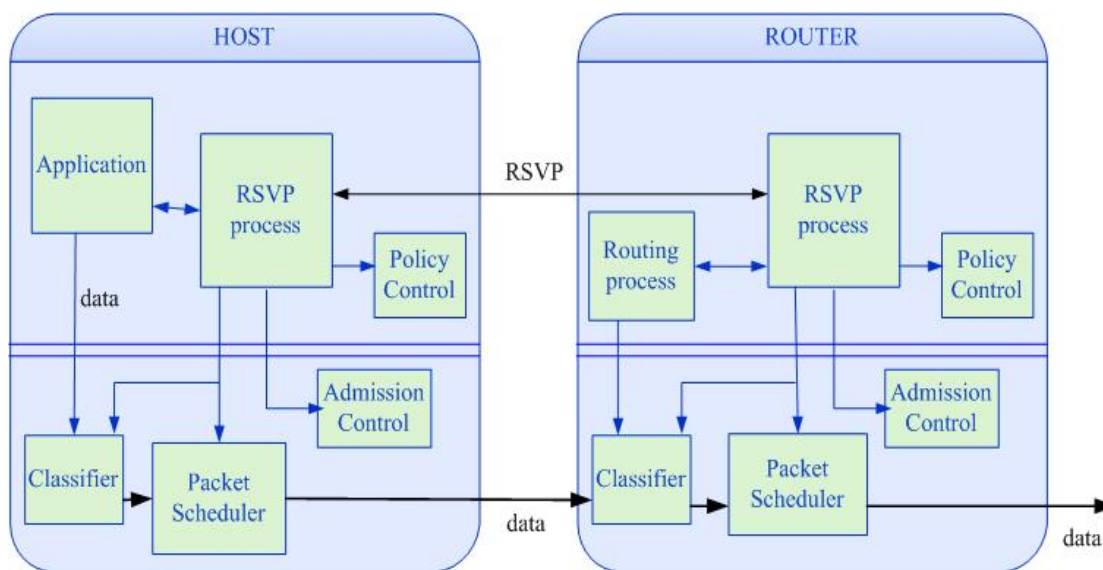 HOST
Application
RSVP
process
Policy
Control
data
Admission
Control
Classifier
Packet
Scheduler
RSVP
data
ROUTER
RSVP
process
Routing
process
Policy
Control
Admission
Control
Classifier
Packet
Scheduler
data